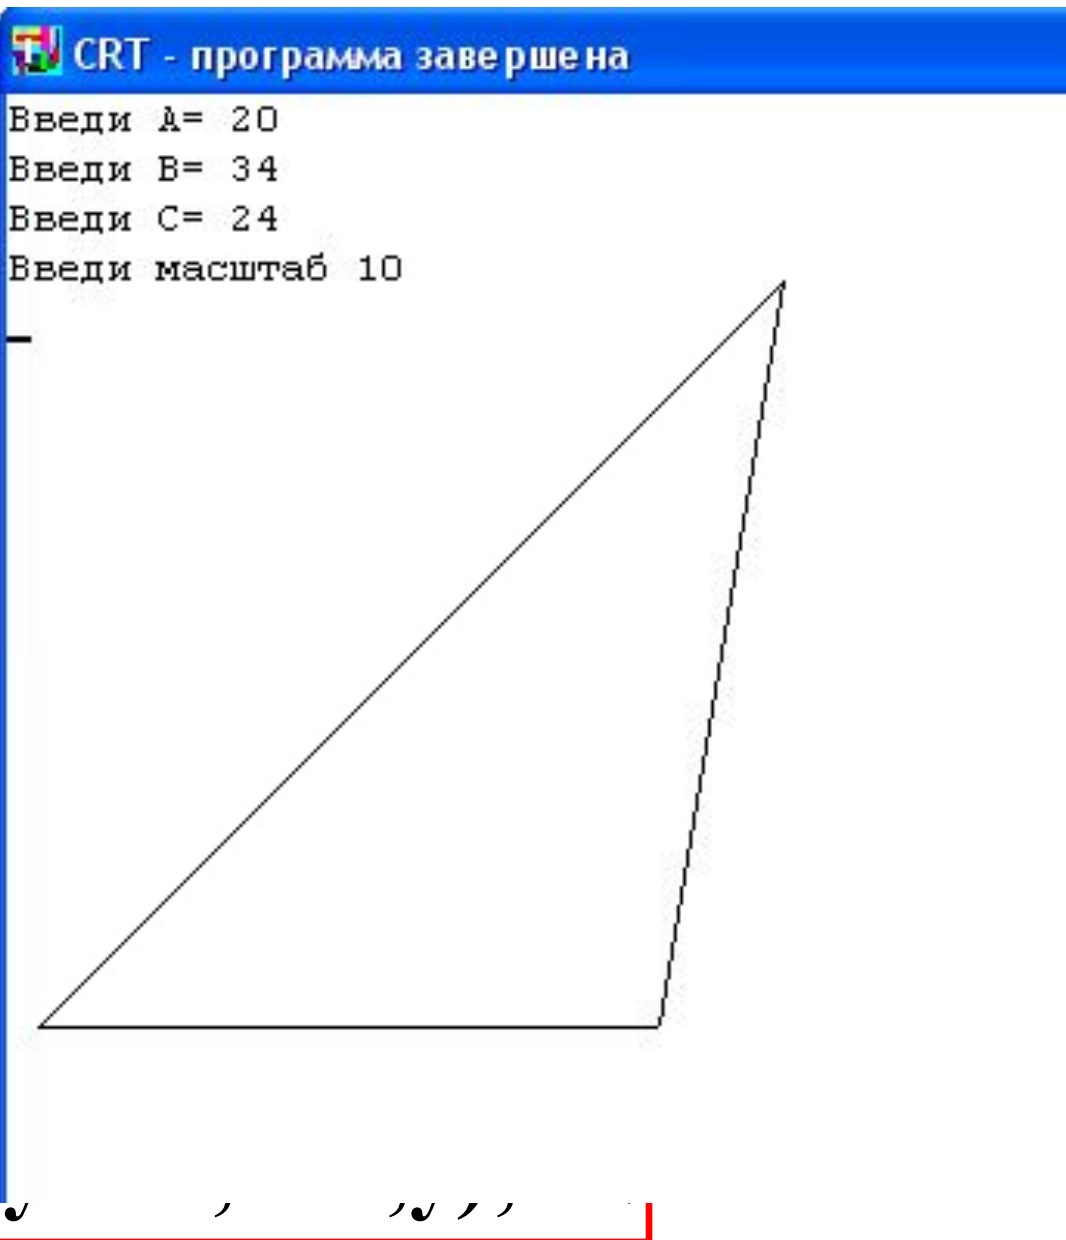 CRT - программа завершена
Введи A= 20
Введи B= 34
Введи C= 24
Введи масштаб 10